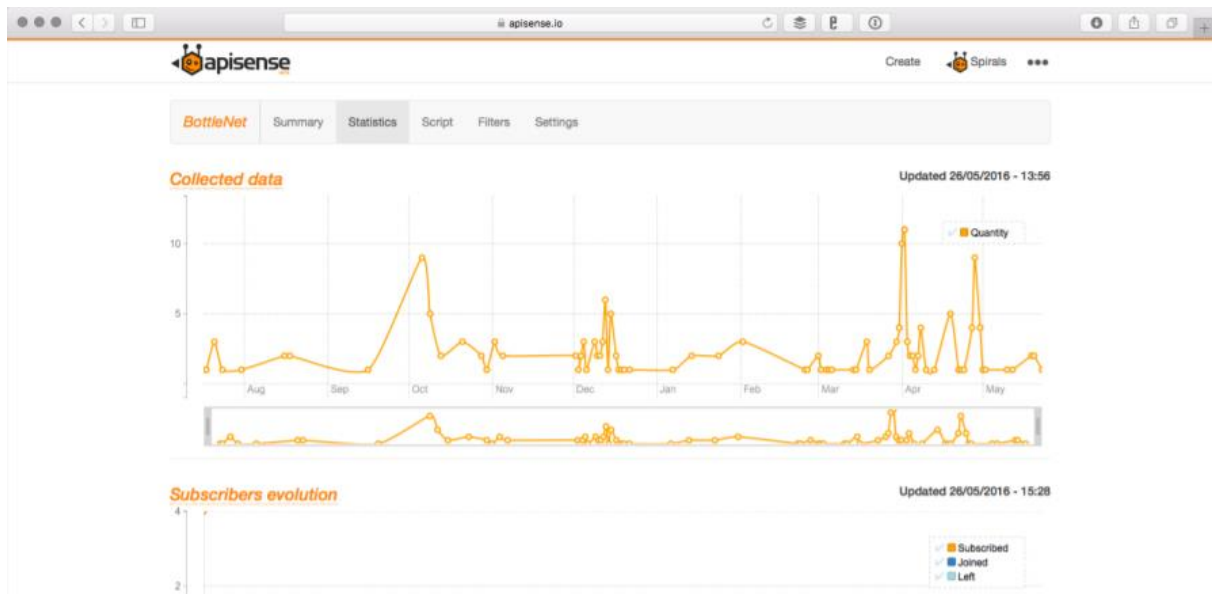 apisense.io
apisense
Create Spirals
BottleNet Summary Statistics Script Filters Settings
Collected data Updated 26/05/2016 - 13:56
Quantity
10
5
Aug Sep Oct Nov Dec Jan Feb Mar Apr May
Subscribers evolution Updated 26/05/2016 - 15:28
4
Subscribed
Joined
Left
2